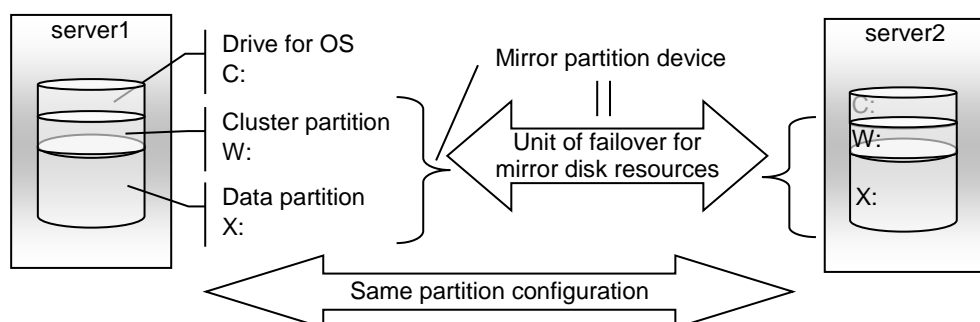 server1
Drive for OS
C:
Cluster partition
W:
Data partition
X:
Mirror partition device
Unit of failover for
mirror disk resources
server2
C:
W:
X:
Same partition configuration